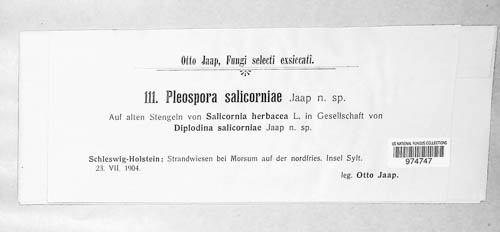 Otto Jaap, Fungi selecti exsiccati.
111. Pleospora salicorniae Jaap n. sp.
Auf alten Stengeln von Salicornia herbacea L. in Gesellschaft von
Diplodina salicorniae Jaap n. sp.
US NATIONAL FUNGUS COLLECTIONS
974747
Schleswig-Holstein: Strandwiesen bei Morsum auf der nordfries. Insel Sylt.
23. VII. 1904.
leg. Otto Jaap.